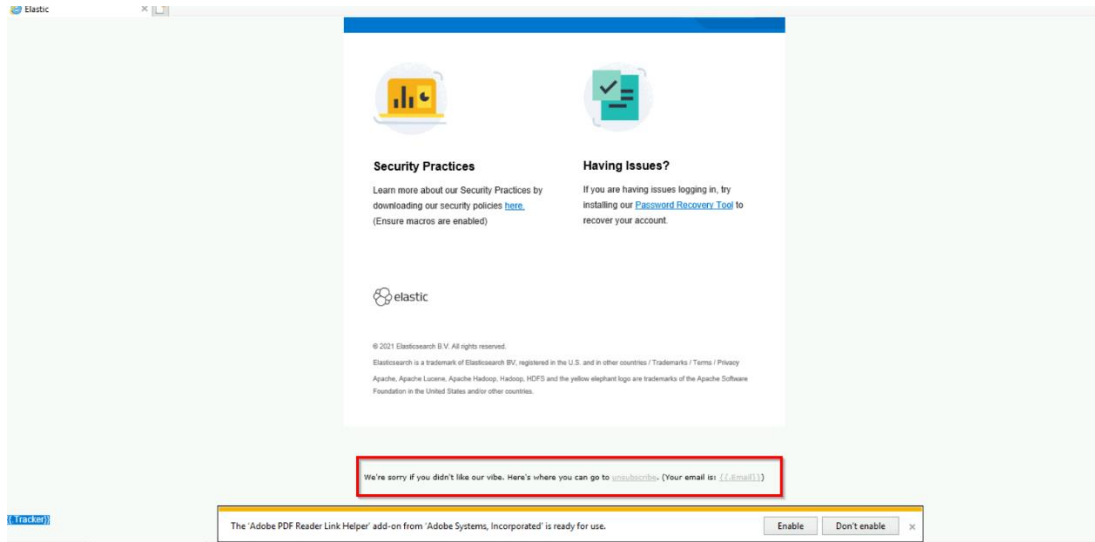 Elastic
Security Practices
Learn more about our Security Practices by
downloading our security policies here.
(Ensure macros are enabled)
Having Issues?
If you are having issues logging in, try
installing our Password Recovery Tool to
recover your account.
elastic
© 2021 Elasticsearch B.V. All rights reserved.
Elasticsearch is a trademark of Elasticsearch BV, registered in the U.S. and in other countries / Trademarks / Terms / Privacy
Apache, Apache Lucene, Apache Hadoop, Hadoop, HDFS and the yellow elephant logo are trademarks of the Apache Software
Foundation in the United States and/or other countries.
We're sorry if you didn't like our vibe. Here's where you can go to unsubscribe. (Your email is: {{.Email}})
{{.Tracker}}
The 'Adobe PDF Reader Link Helper' add-on from 'Adobe Systems, Incorporated' is ready for use.
Enable
Don't enable